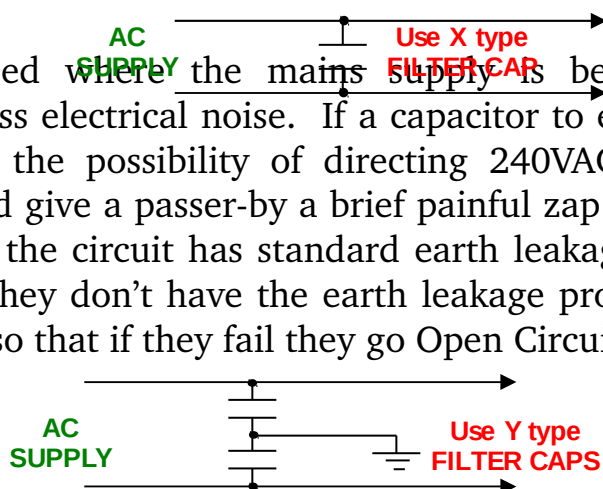 AC
SUPPLY
Use X type
FILTER CAP
ed where the mains supply is be
ss electrical noise. If a capacitor to e
the possibility of directing 240VAC
d give a passer-by a brief painful zap
the circuit has standard earth leakag
hey don't have the earth leakage pro
so that if they fail they go Open Circui
AC
SUPPLY
Use Y type
FILTER CAPS